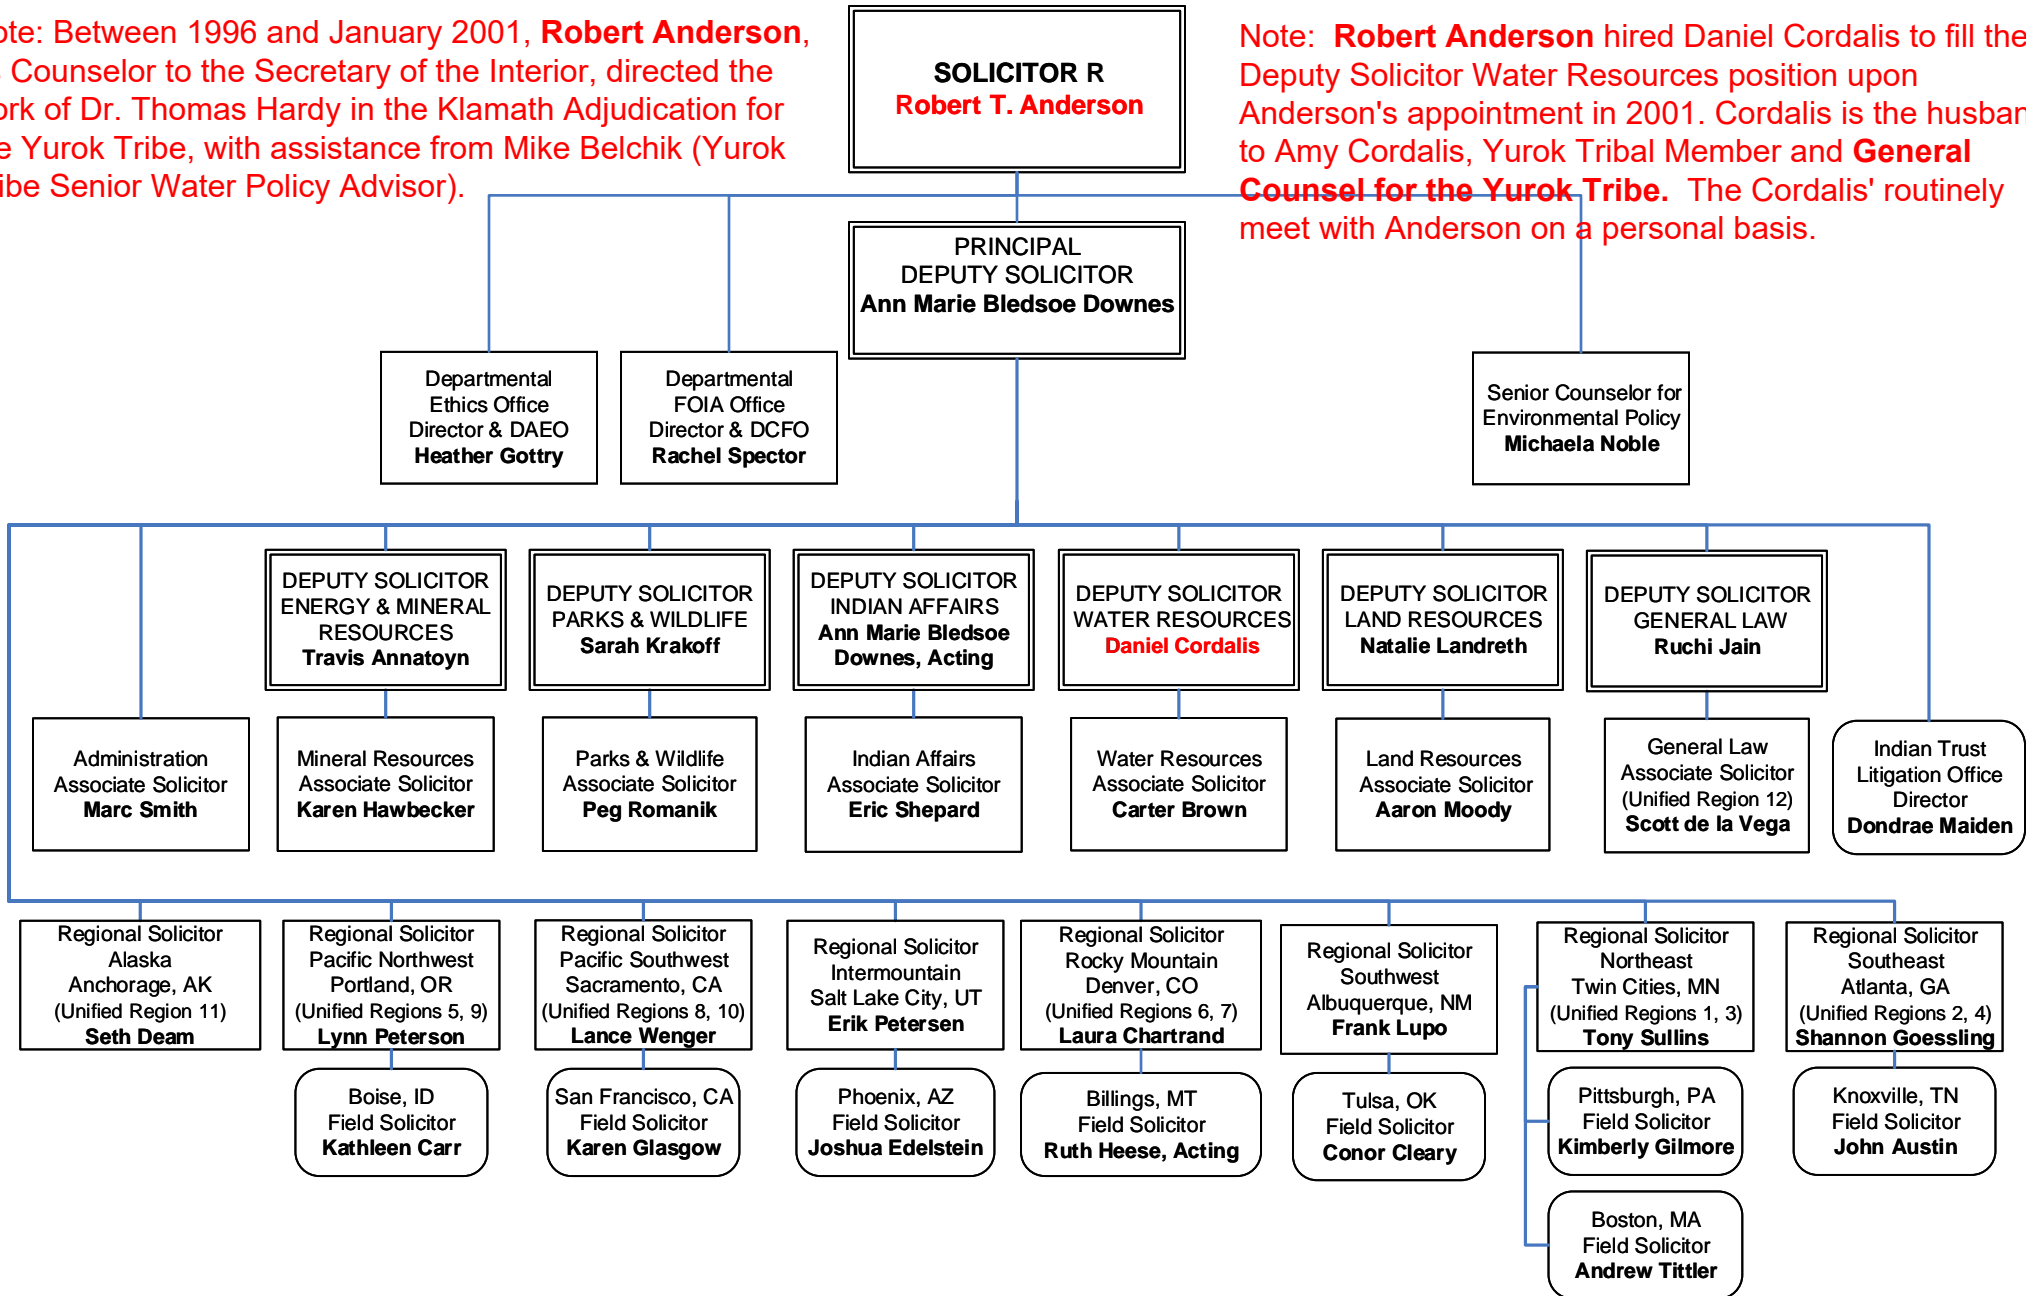 ote: Between 1996 and January 2001, Robert Anderson,
s Counselor to the Secretary of the Interior, directed the
ork of Dr. Thomas Hardy in the Klamath Adjudication for
e Yurok Tribe, with assistance from Mike Belchik (Yurok
ribe Senior Water Policy Advisor).
SOLICITOR R
Robert T. Anderson
Note: Robert Anderson hired Daniel Cordalis to fill the
Deputy Solicitor Water Resources position upon
Anderson's appointment in 2001. Cordalis is the husban
to Amy Cordalis, Yurok Tribal Member and General
Counsel for the Yurok Tribe. The Cordalis' routinely
meet with Anderson on a personal basis.
PRINCIPAL
DEPUTY SOLICITOR
Ann Marie Bledsoe Downes
Departmental
Ethics Office
Director & DAEO
Heather Gottry
Departmental
FOIA Office
Director & DCFO
Rachel Spector
Senior Counselor for
Environmental Policy
Michaela Noble
DEPUTY SOLICITOR
ENERGY & MINERAL
RESOURCES
Travis Annatoyn
DEPUTY SOLICITOR
PARKS & WILDLIFE
Sarah Krakoff
DEPUTY SOLICITOR
INDIAN AFFAIRS
Ann Marie Bledsoe
Downes, Acting
DEPUTY SOLICITOR
WATER RESOURCES
Daniel Cordalis
DEPUTY SOLICITOR
LAND RESOURCES
Natalie Landreth
DEPUTY SOLICITOR
GENERAL LAW
Ruchi Jain
Administration
Associate Solicitor
Marc Smith
Mineral Resources
Associate Solicitor
Karen Hawbecker
Parks & Wildlife
Associate Solicitor
Peg Romanik
Indian Affairs
Associate Solicitor
Eric Shepard
Water Resources
Associate Solicitor
Carter Brown
Land Resources
Associate Solicitor
Aaron Moody
General Law
Associate Solicitor
(Unified Region 12)
Scott de la Vega
Indian Trust
Litigation Office
Director
Dondrae Maiden
Regional Solicitor
Alaska
Anchorage, AK
(Unified Region 11)
Seth Deam
Regional Solicitor
Pacific Northwest
Portland, OR
(Unified Regions 5, 9)
Lynn Peterson
Regional Solicitor
Pacific Southwest
Sacramento, CA
(Unified Regions 8, 10)
Lance Wenger
Regional Solicitor
Intermountain
Salt Lake City, UT
Erik Petersen
Regional Solicitor
Rocky Mountain
Denver, CO
(Unified Regions 6, 7)
Laura Chartrand
Regional Solicitor
Southwest
Albuquerque, NM
Frank Lupo
Regional Solicitor
Northeast
Twin Cities, MN
(Unified Regions 1, 3)
Tony Sullins
Regional Solicitor
Southeast
Atlanta, GA
(Unified Regions 2, 4)
Shannon Goessling
Boise, ID
Field Solicitor
Kathleen Carr
San Francisco, CA
Field Solicitor
Karen Glasgow
Phoenix, AZ
Field Solicitor
Joshua Edelstein
Billings, MT
Field Solicitor
Ruth Heese, Acting
Tulsa, OK
Field Solicitor
Conor Cleary
Pittsburgh, PA
Field Solicitor
Kimberly Gilmore
Knoxville, TN
Field Solicitor
John Austin
Boston, MA
Field Solicitor
Andrew Tittler